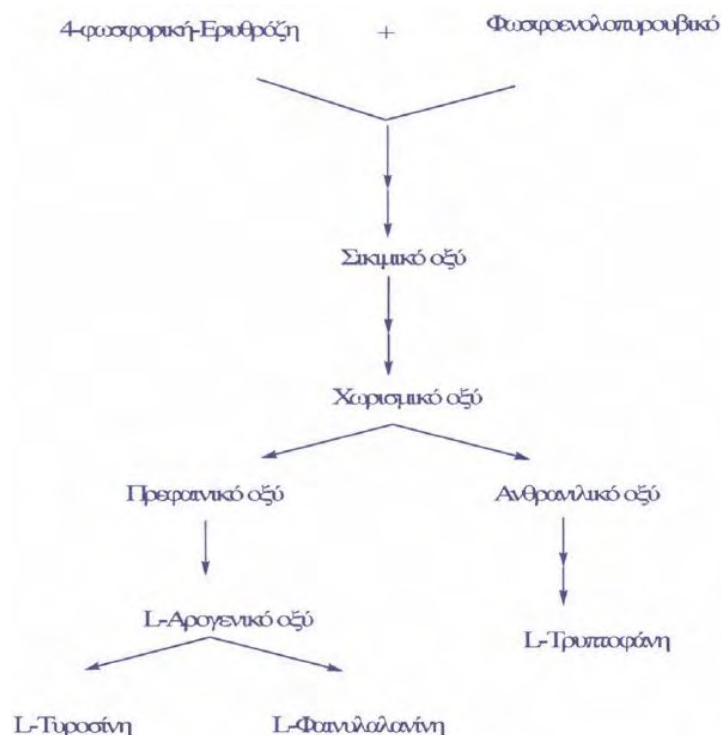 4-φωσφορική-Ερυθρόζη + Φωσφοενολοπυρουβικό
Σικιμικό οξύ
Χωρισμικό οξύ
Πρεφαινικό οξύ Ανθρανιλικό οξύ
L-Αρογενικό οξύ
L-Τρυπτοφάνη
L-Τυροσίνη L-Φαινυλαλανίνη